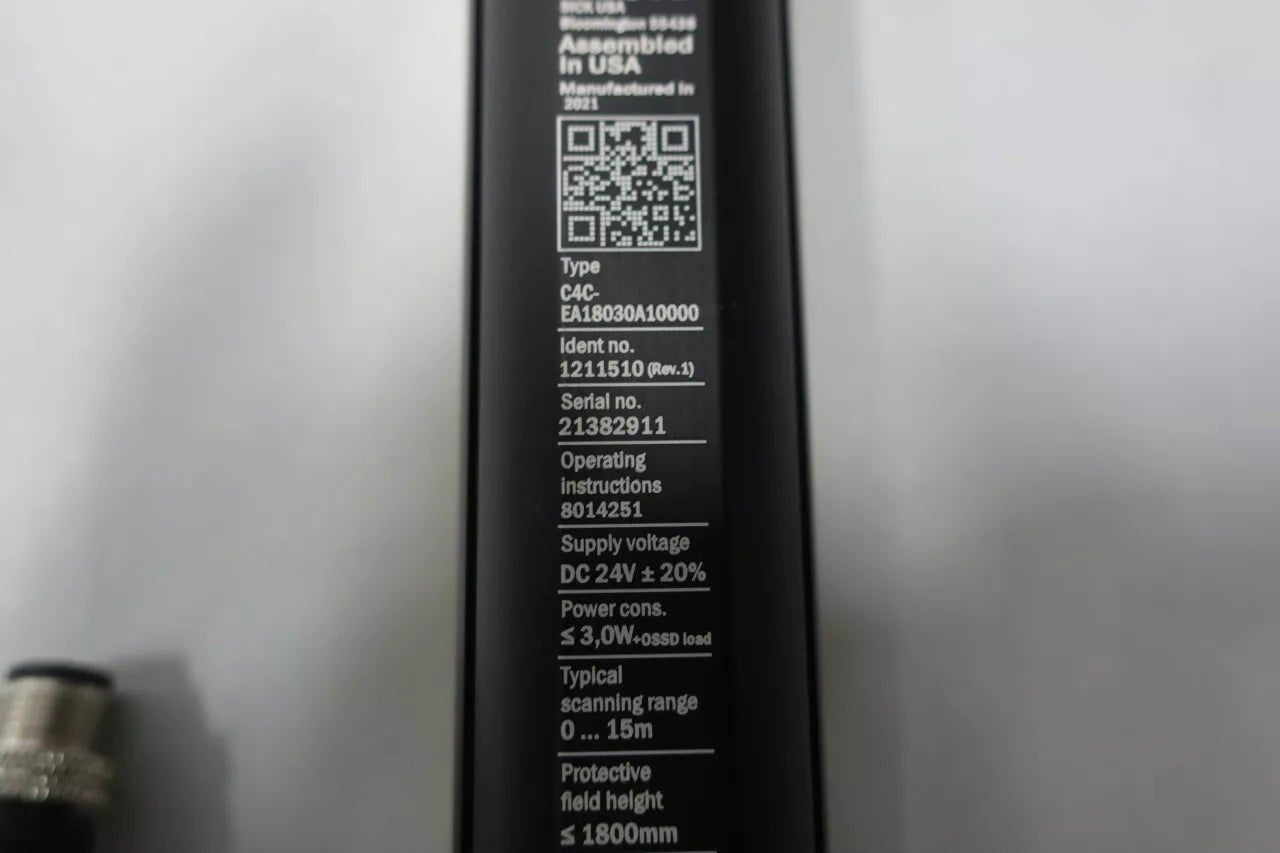 SICK USA
Bloomington 55438
Assembled
in USA
Manufactured in
2021
Type
C4C-
EA18030A10000
Ident no.
1211510 (Rev.1)
Serial no.
21382911
Operating
instructions
8014251
Supply voltage
DC 24V ± 20%
Power cons.
≤ 3,0W+OSSD load
Typical
scanning range
0 ... 15m
Protective
field height
≤ 1800mm